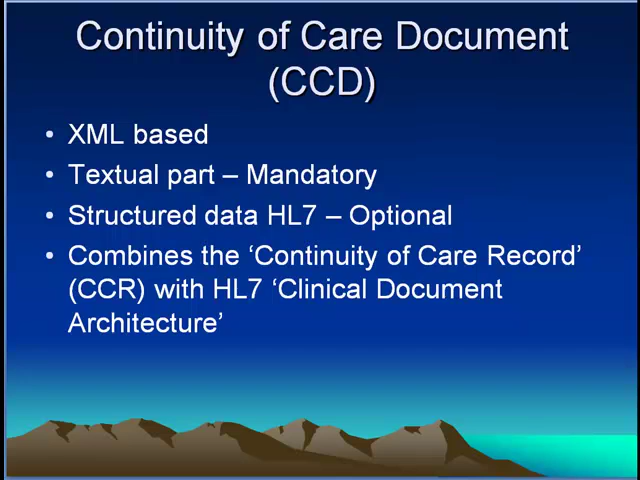 Continuity of Care Document
(CCD)
• XML based
• Textual part – Mandatory
• Structured data HL7 – Optional
• Combines the ‘Continuity of Care Record’
(CCR) with HL7 ‘Clinical Document
Architecture’